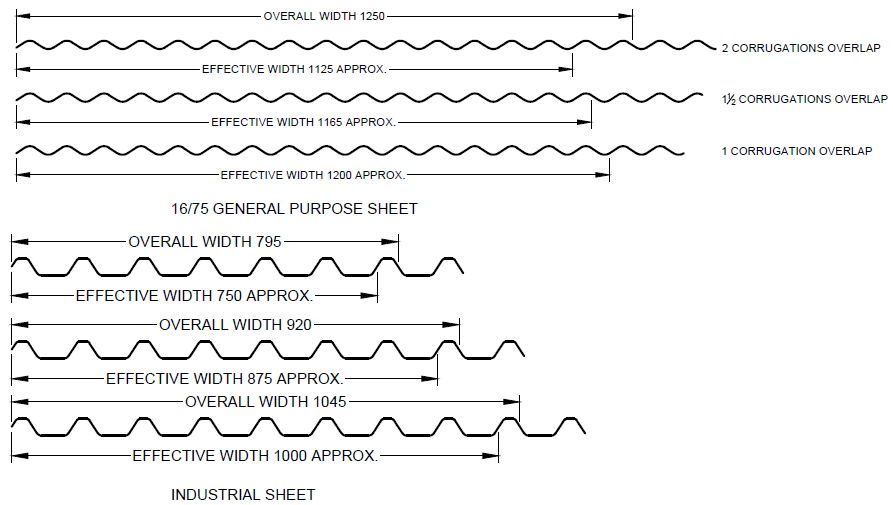 OVERALL WIDTH 1250
2 CORRUGATIONS OVERLAP
EFFECTIVE WIDTH 1125 APPROX.
1½ CORRUGATIONS OVERLAP
EFFECTIVE WIDTH 1165 APPROX.
1 CORRUGATION OVERLAP
EFFECTIVE WIDTH 1200 APPROX.
16/75 GENERAL PURPOSE SHEET
OVERALL WIDTH 795
EFFECTIVE WIDTH 750 APPROX.
OVERALL WIDTH 920
EFFECTIVE WIDTH 875 APPROX.
OVERALL WIDTH 1045
EFFECTIVE WIDTH 1000 APPROX.
INDUSTRIAL SHEET